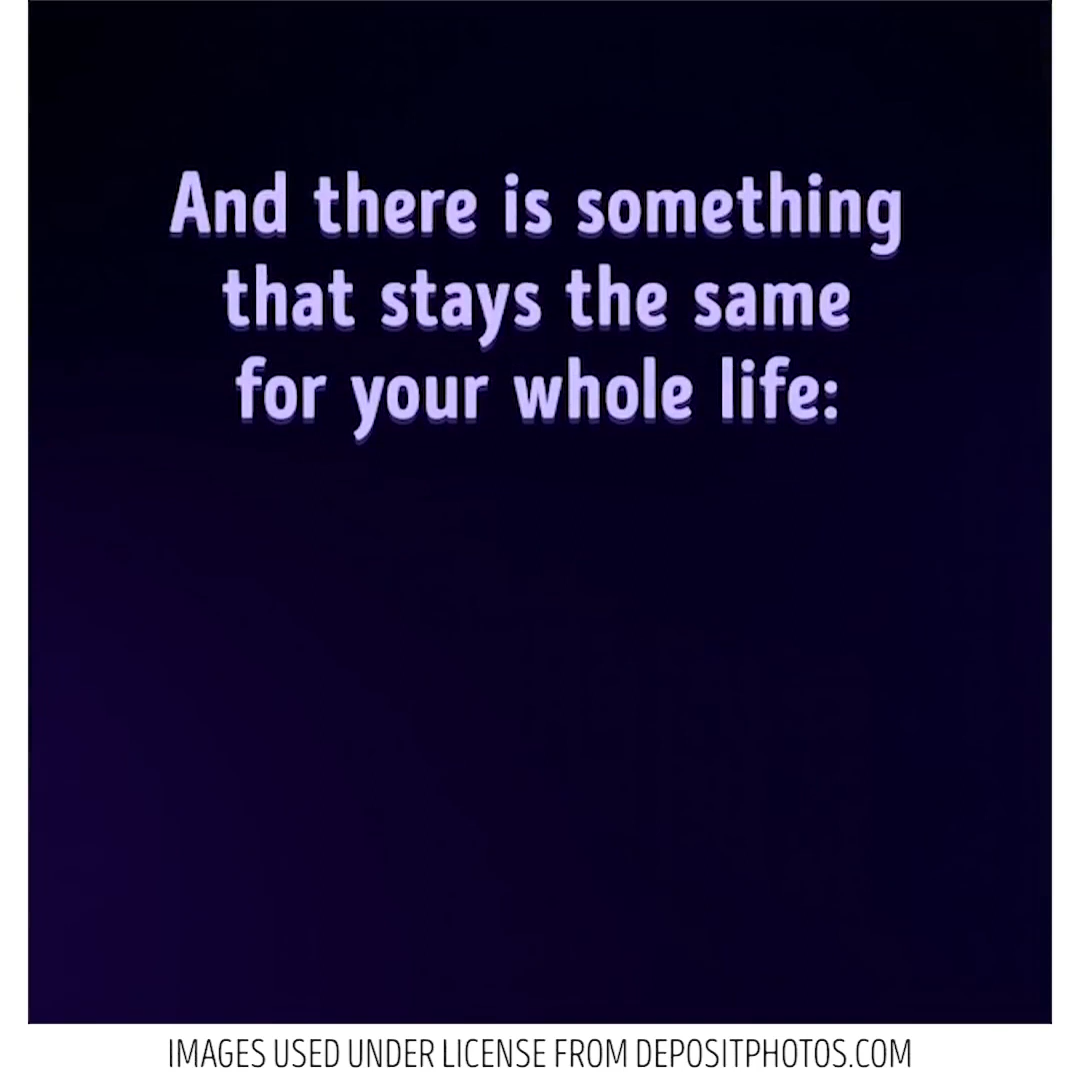 And there is something
that stays the same
for your whole life:
IMAGES USED UNDER LICENSE FROM DEPOSITPHOTOS.COM